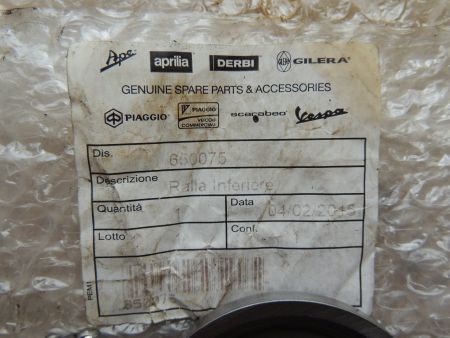 Ape aprilia DERBI GILERA
GENUINE SPARE PARTS & ACCESSORIES
PIAGGIO PIAGGIO VEICOLI COMMERCIALI scarabeo Vespa
Dis. 650075
Descrizione Ralla Inferiore
Quantità 1 Data 04/02/2015
Lotto Conf.